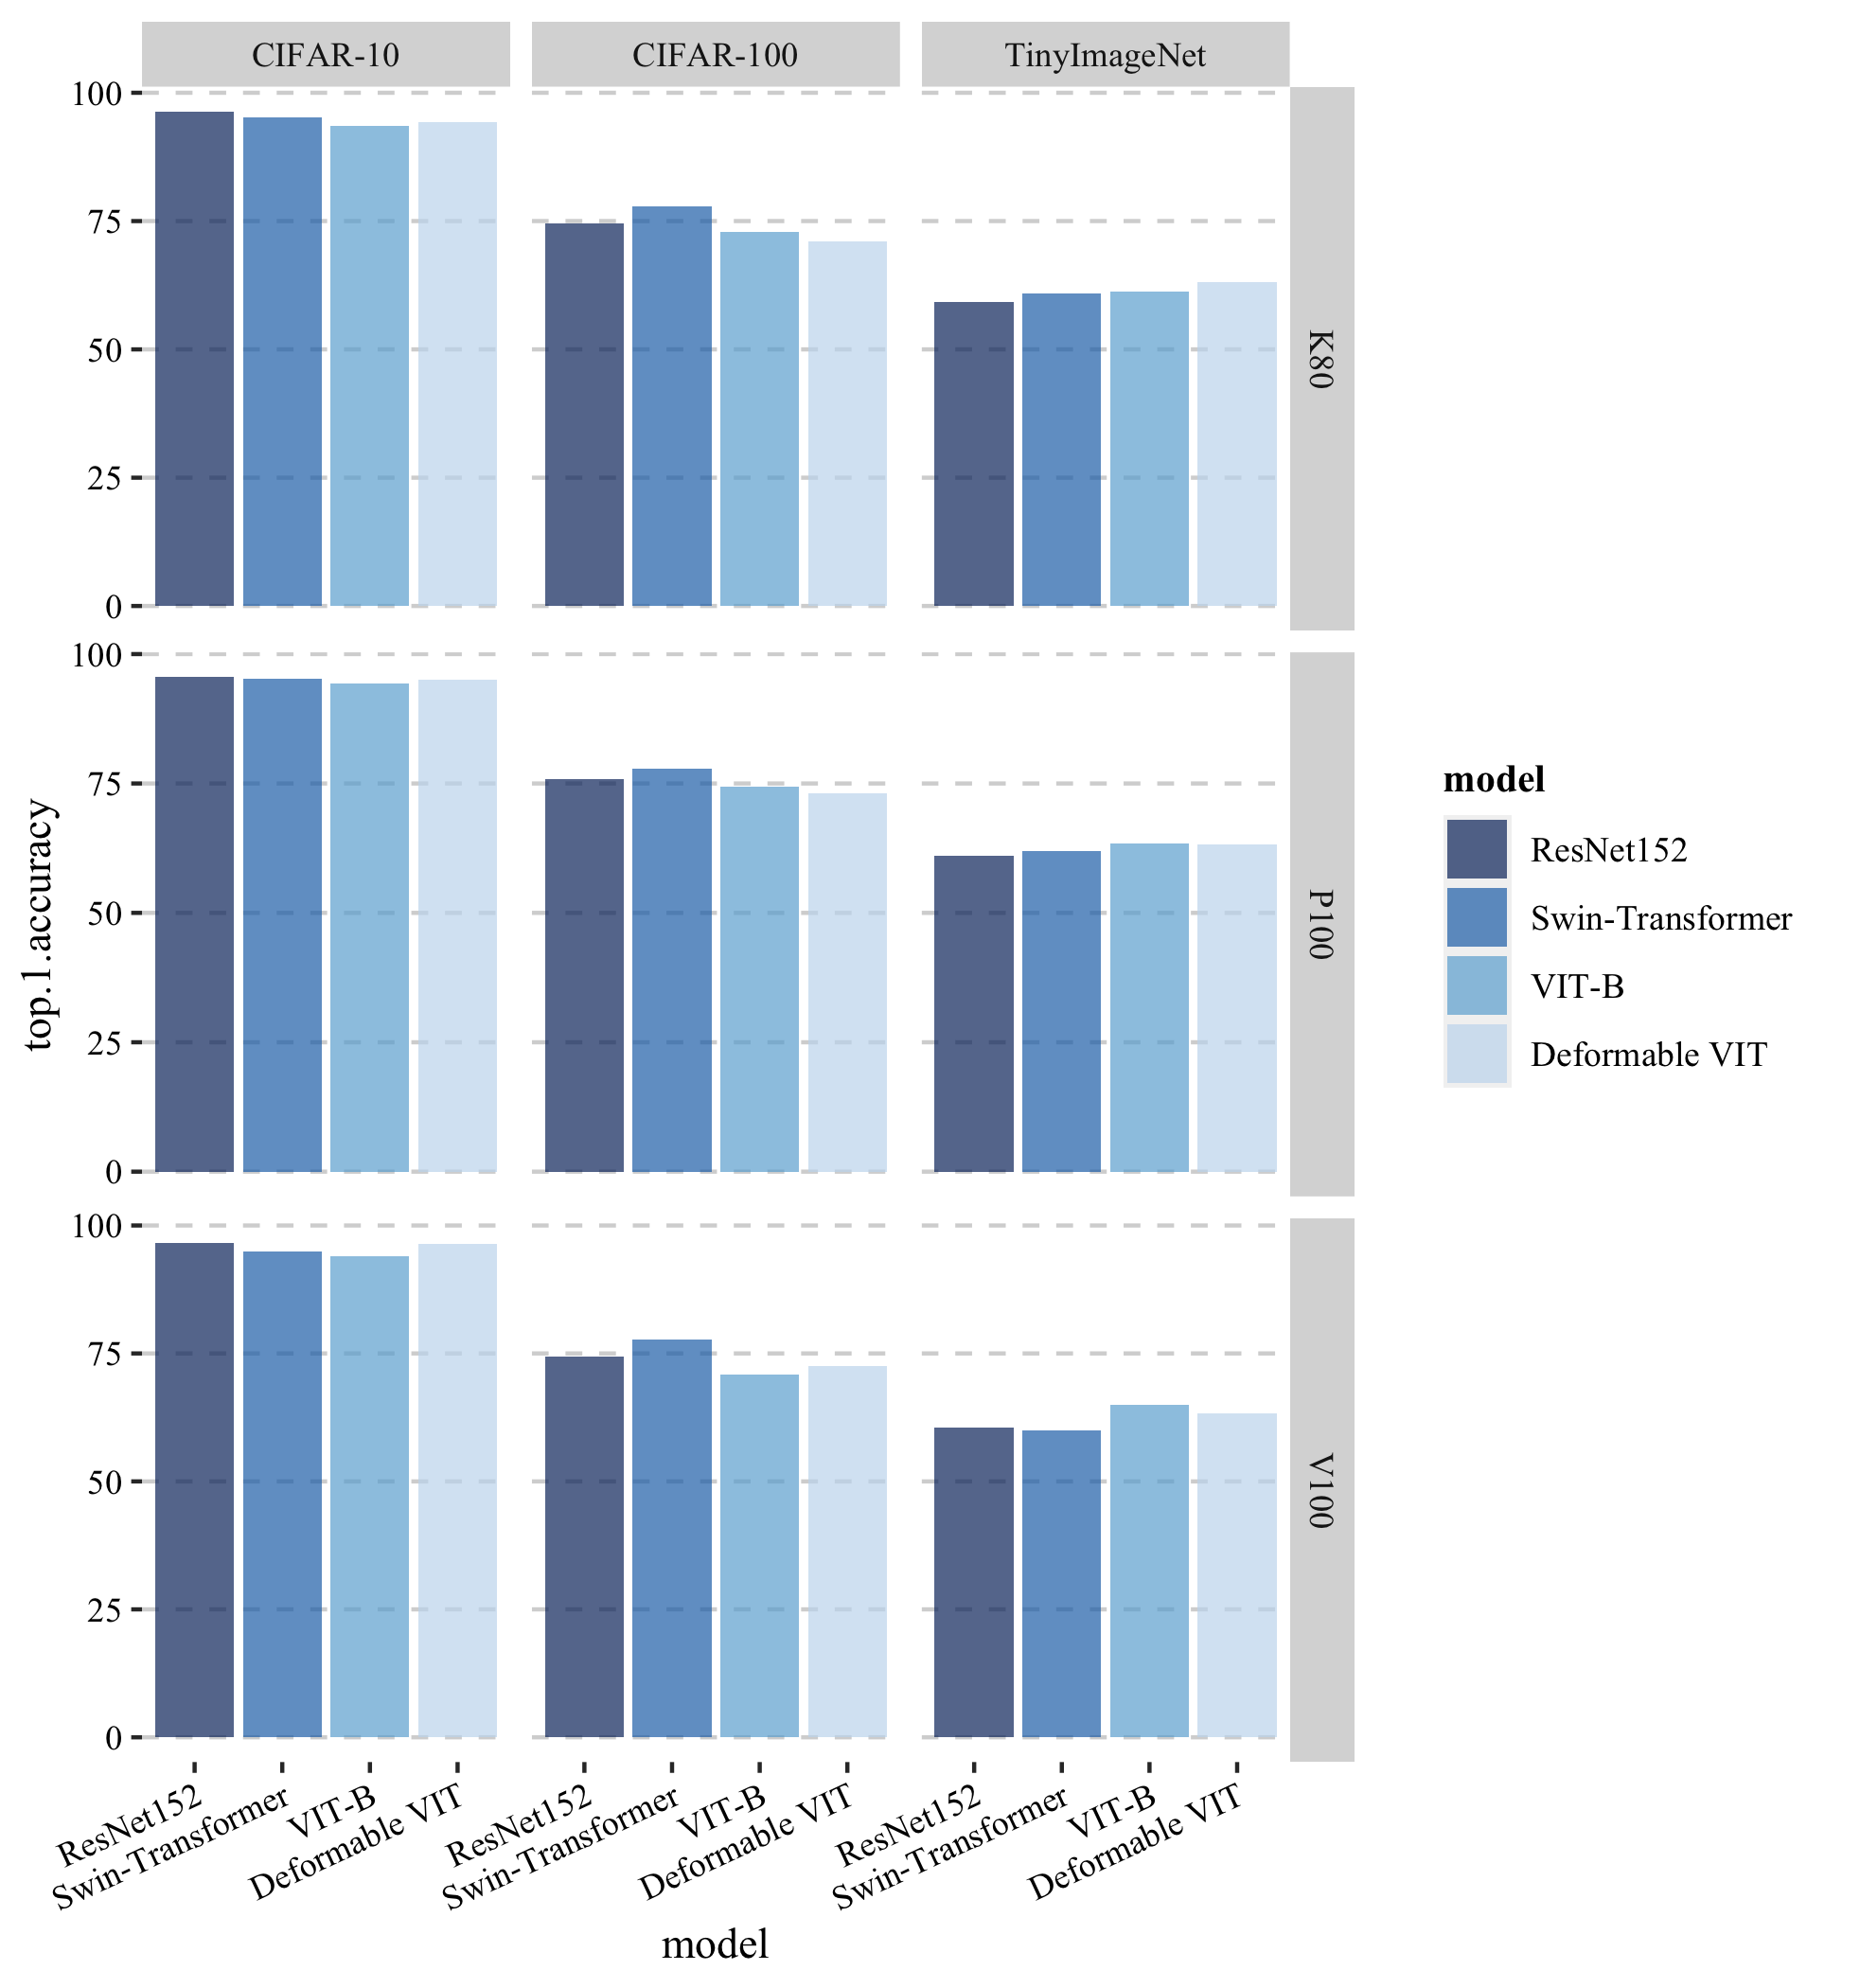 CIFAR-10
CIFAR-100
TinyImageNet
100
75
50
25
0
K80
100
75
50
25
0
P100
100
75
50
25
0
V100
top.1.accuracy
ResNet152
Swin-Transformer
VIT-B
Deformable VIT
ResNet152
Swin-Transformer
VIT-B
Deformable VIT
ResNet152
Swin-Transformer
VIT-B
Deformable VIT
model
model
ResNet152
Swin-Transformer
VIT-B
Deformable VIT